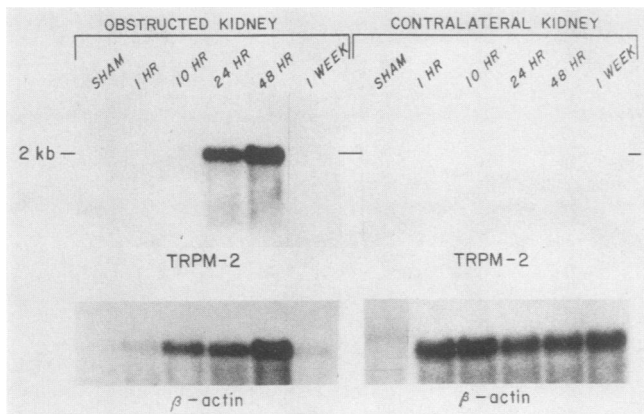 OBSTRUCTED KIDNEY CONTRALATERAL KIDNEY
SHAM 1 HR 10 HR 24 HR 48 HR 1 WEEK SHAM 1 HR 10 HR 24 HR 48 HR 1 WEEK
2 kb
TRPM-2 TRPM-2
β-actin β-actin